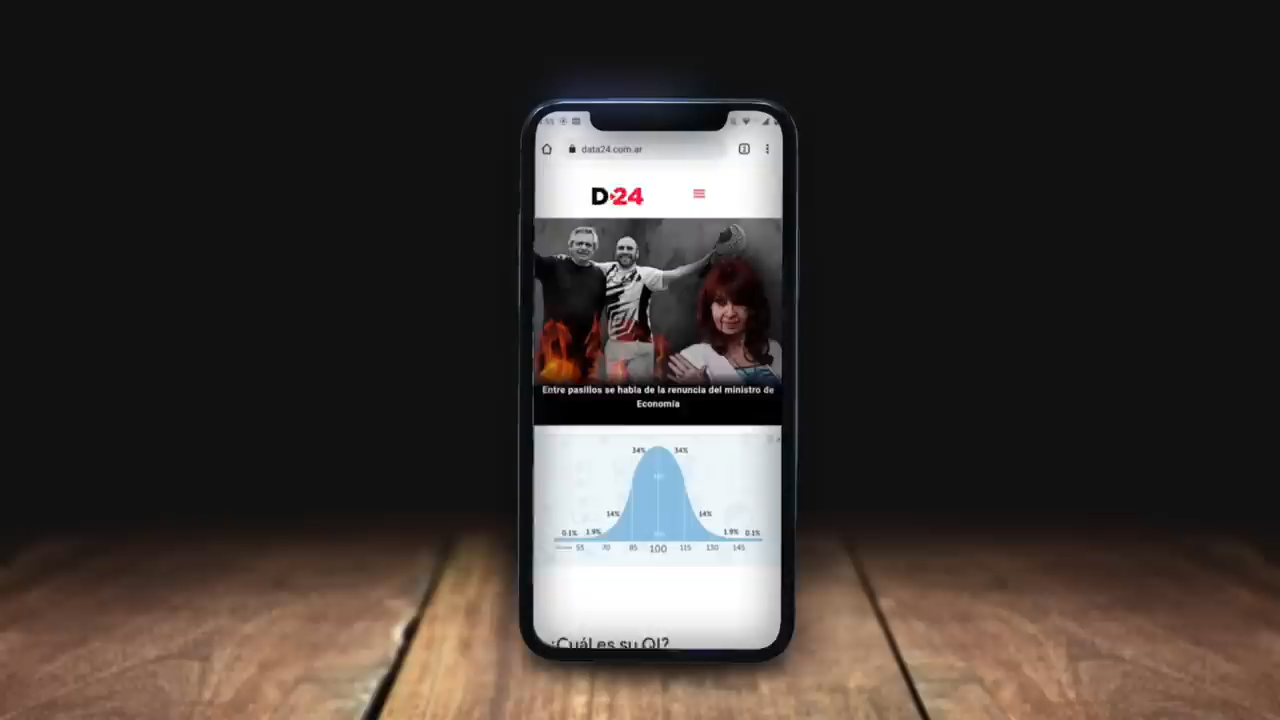 data24.com.ar
D24
Entre pasillos se habla de la renuncia del ministro de
Economía
34% 34%
14% 14%
0.1% 1.9% 1.9% 0.1%
55 70 85 100 115 130 145
¿Cuál es su QI?